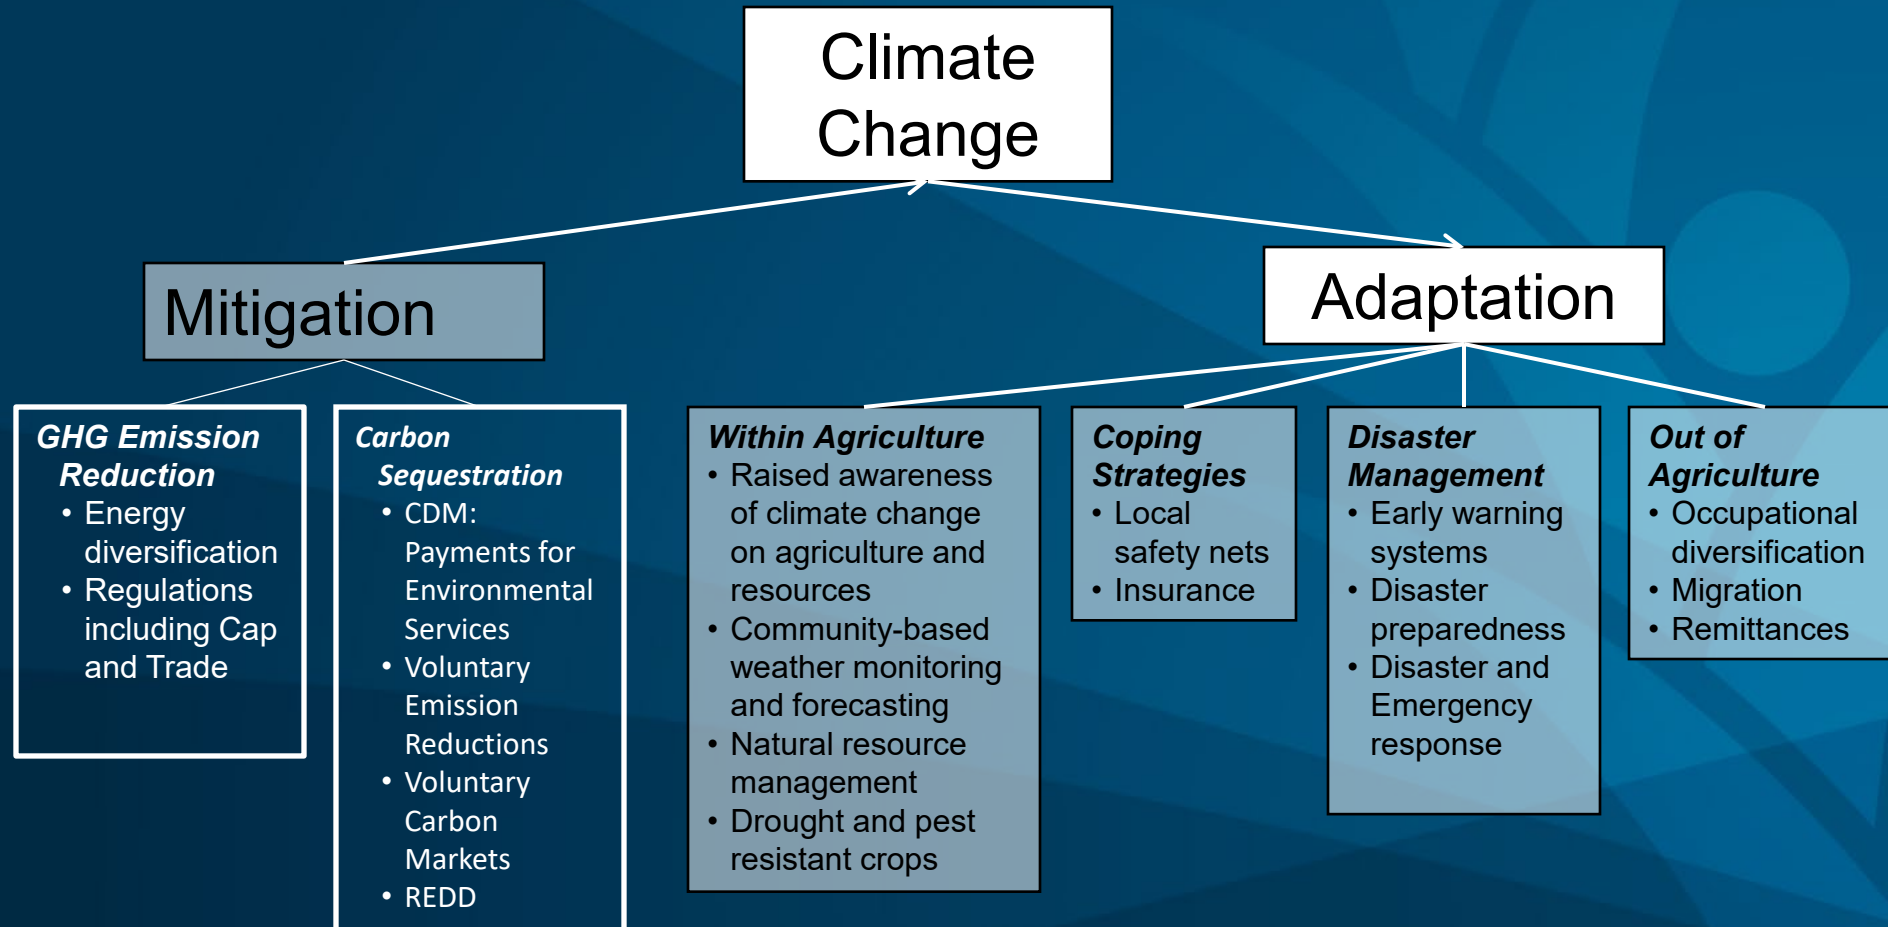 Climate
Change
Mitigation
Adaptation
GHG Emission
Reduction
• Energy
diversification
• Regulations
including Cap
and Trade
Carbon
Sequestration
• CDM:
Payments for
Environmental
Services
• Voluntary
Emission
Reductions
• Voluntary
Carbon
Markets
• REDD
Within Agriculture
• Raised awareness
of climate change
on agriculture and
resources
• Community-based
weather monitoring
and forecasting
• Natural resource
management
• Drought and pest
resistant crops
Coping
Strategies
• Local
safety nets
• Insurance
Disaster
Management
• Early warning
systems
• Disaster
preparedness
• Disaster and
Emergency
response
Out of
Agriculture
• Occupational
diversification
• Migration
• Remittances